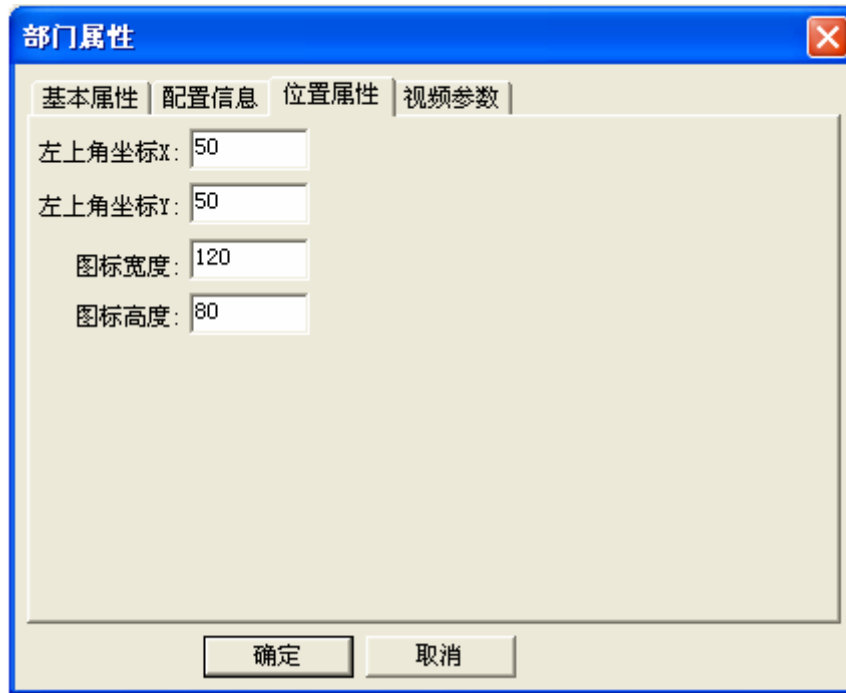 部门属性
基本属性 配置信息 位置属性 视频参数
左上角坐标X: 50
左上角坐标Y: 50
图标宽度: 120
图标高度: 80
确定 取消